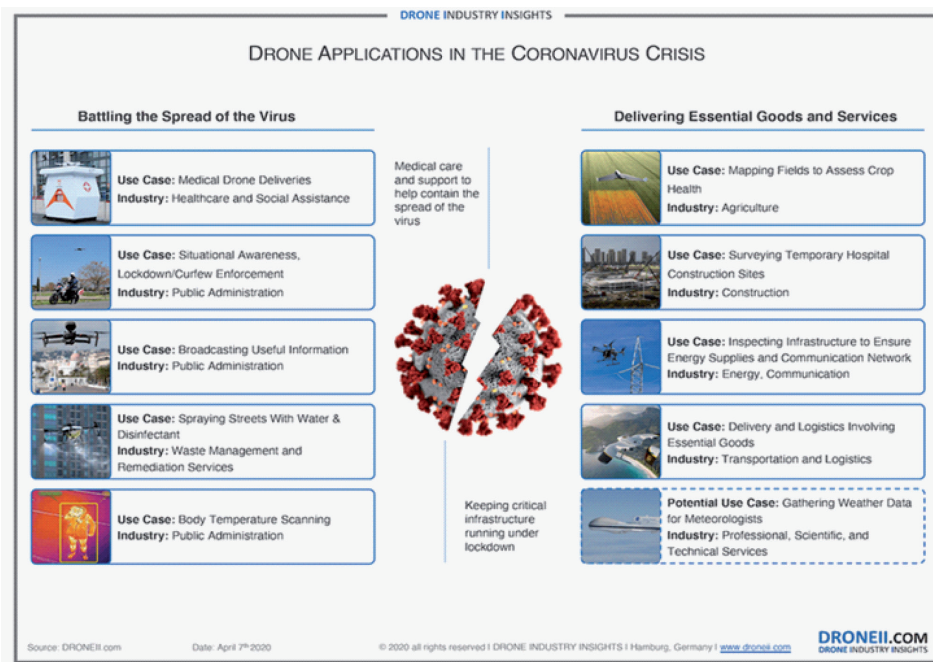 DRONE INDUSTRY INSIGHTS
DRONE APPLICATIONS IN THE CORONAVIRUS CRISIS
Battling the Spread of the Virus
Use Case: Medical Drone Deliveries
Industry: Healthcare and Social Assistance
Use Case: Situational Awareness,
Lockdown/Curfew Enforcement
Industry: Public Administration
Use Case: Broadcasting Useful Information
Industry: Public Administration
Use Case: Spraying Streets With Water &
Disinfectant
Industry: Waste Management and
Remediation Services
Use Case: Body Temperature Scanning
Industry: Public Administration
Medical care
and support to
help contain the
spread of the
virus
Keeping critical
infrastructure
running under
lockdown
Delivering Essential Goods and Services
Use Case: Mapping Fields to Assess Crop
Health
Industry: Agriculture
Use Case: Surveying Temporary Hospital
Construction Sites
Industry: Construction
Use Case: Inspecting Infrastructure to Ensure
Energy Supplies and Communication Network
Industry: Energy, Communication
Use Case: Delivery and Logistics Involving
Essential Goods
Industry: Transportation and Logistics
Potential Use Case: Gathering Weather Data
for Meteorologists
Industry: Professional, Scientific, and
Technical Services
Source: DRONEII.com
Date: April 7th 2020
© 2020 all rights reserved I DRONE INDUSTRY INSIGHTS I Hamburg, Germany I www.droneii.com
DRONEII.COM
DRONE INDUSTRY INSIGHTS